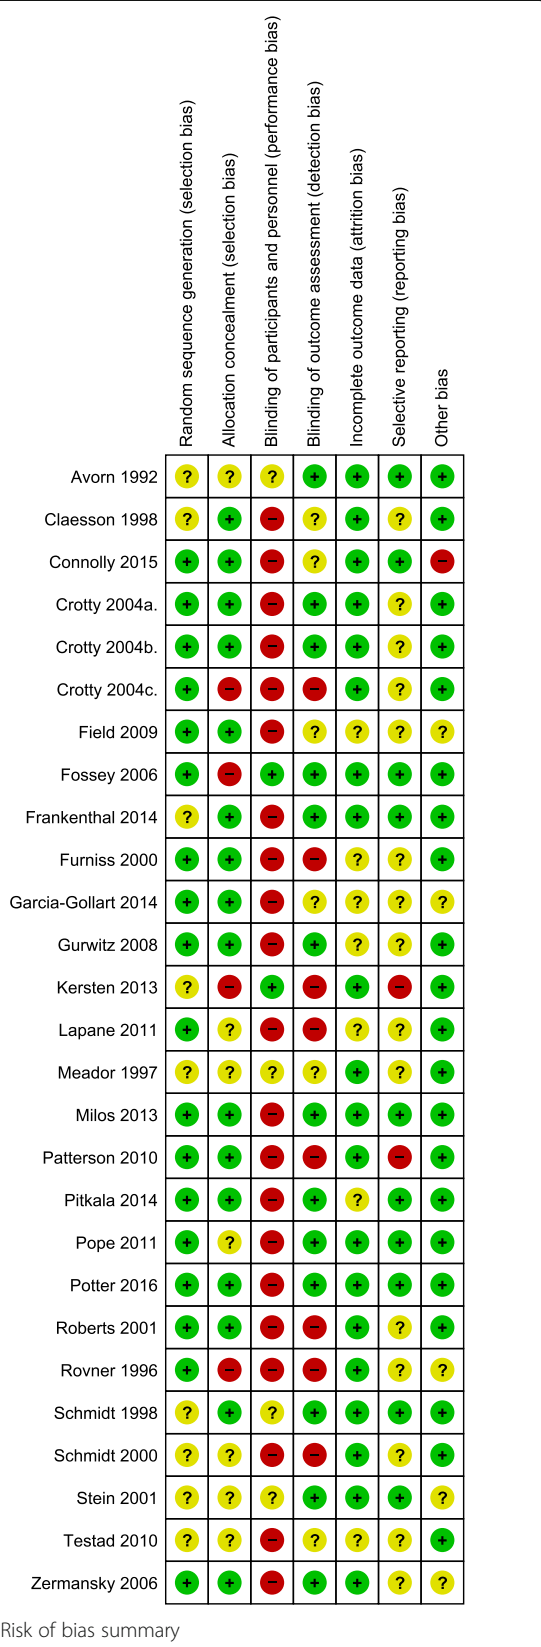 Random sequence generation (selection bias)
Allocation concealment (selection bias)
Blinding of participants and personnel (performance bias)
Blinding of outcome assessment (detection bias)
Incomplete outcome data (attrition bias)
Selective reporting (reporting bias)
Other bias
Avorn 1992 ? ? ? + + + +
Claesson 1998 ? + − ? + ? +
Connolly 2015 + + − ? + + −
Crotty 2004a. + + − + + ? +
Crotty 2004b. + + − + + ? +
Crotty 2004c. + − − − + ? +
Field 2009 + + − ? ? ? ?
Fossey 2006 + − + + + + +
Frankenthal 2014 ? + − + + + +
Furniss 2000 + + − − ? ? +
Garcia-Gollart 2014 + + − ? ? ? ?
Gurwitz 2008 + + − + ? ? +
Kersten 2013 ? − + − + − +
Lapane 2011 + ? − − ? ? +
Meador 1997 ? ? ? ? + ? +
Milos 2013 + + − + + + +
Patterson 2010 + + − − + − +
Pitkala 2014 + + − + ? + +
Pope 2011 + ? − + + + +
Potter 2016 + + − + + + +
Roberts 2001 + + − − + ? +
Rovner 1996 + − − − + ? ?
Schmidt 1998 ? + ? + + + +
Schmidt 2000 ? ? − − + ? +
Stein 2001 ? ? ? + + + ?
Testad 2010 ? ? − ? ? ? +
Zermansky 2006 + + − + + ? ?
Risk of bias summary